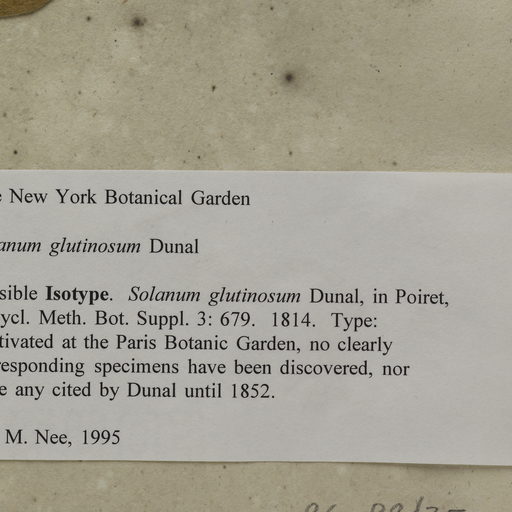 New York Botanical Garden
anum glutinosum Dunal
sible Isotype. Solanum glutinosum Dunal, in Poiret,
ycl. Meth. Bot. Suppl. 3: 679. 1814. Type:
tivated at the Paris Botanic Garden, no clearly
responding specimens have been discovered, nor
e any cited by Dunal until 1852.
M. Nee, 1995